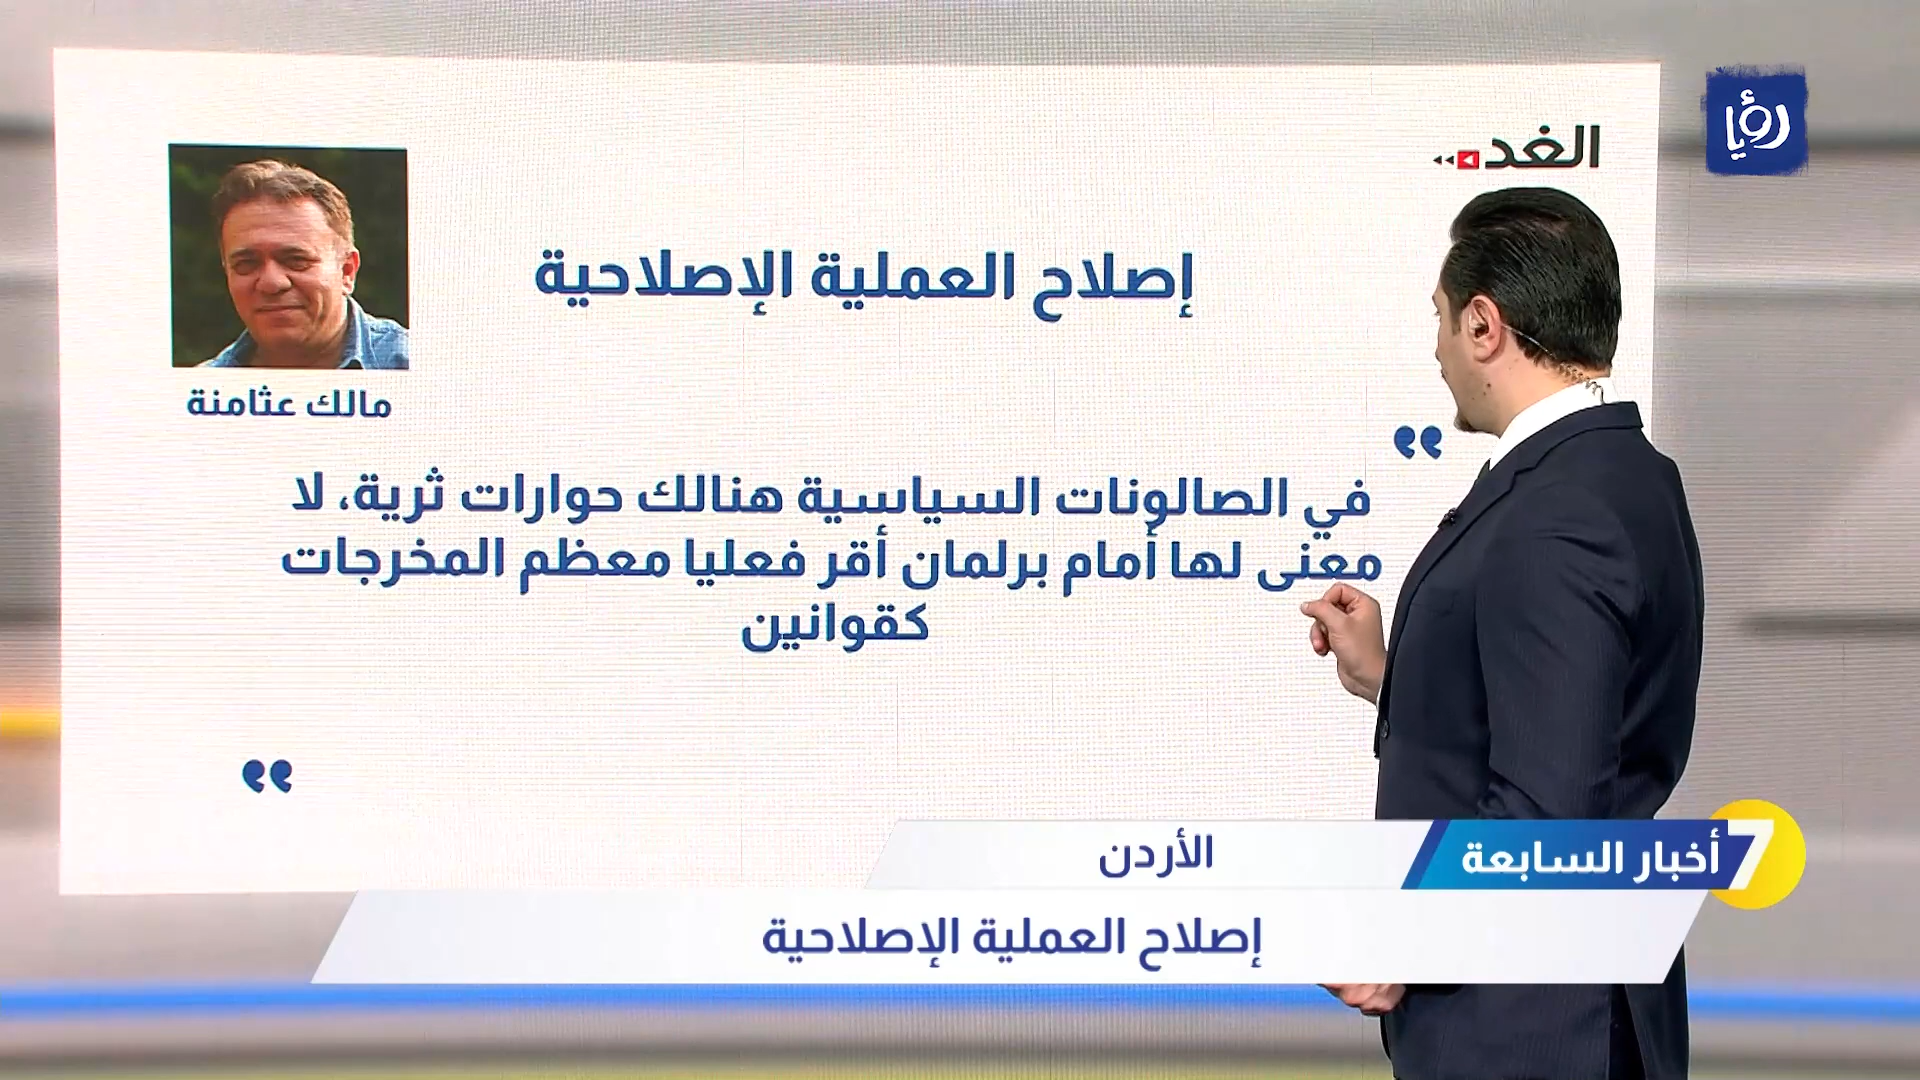 رؤيا
الغد
إصلاح العملية الإصلاحية
مالك عثامنة
”
في الصالونات السياسية هنالك حوارات ثرية، لا
معنى لها أمام برلمان أقر فعليا معظم المخرجات
كقوانين
”
أخبار السابعة 7
الأردن
إصلاح العملية الإصلاحية